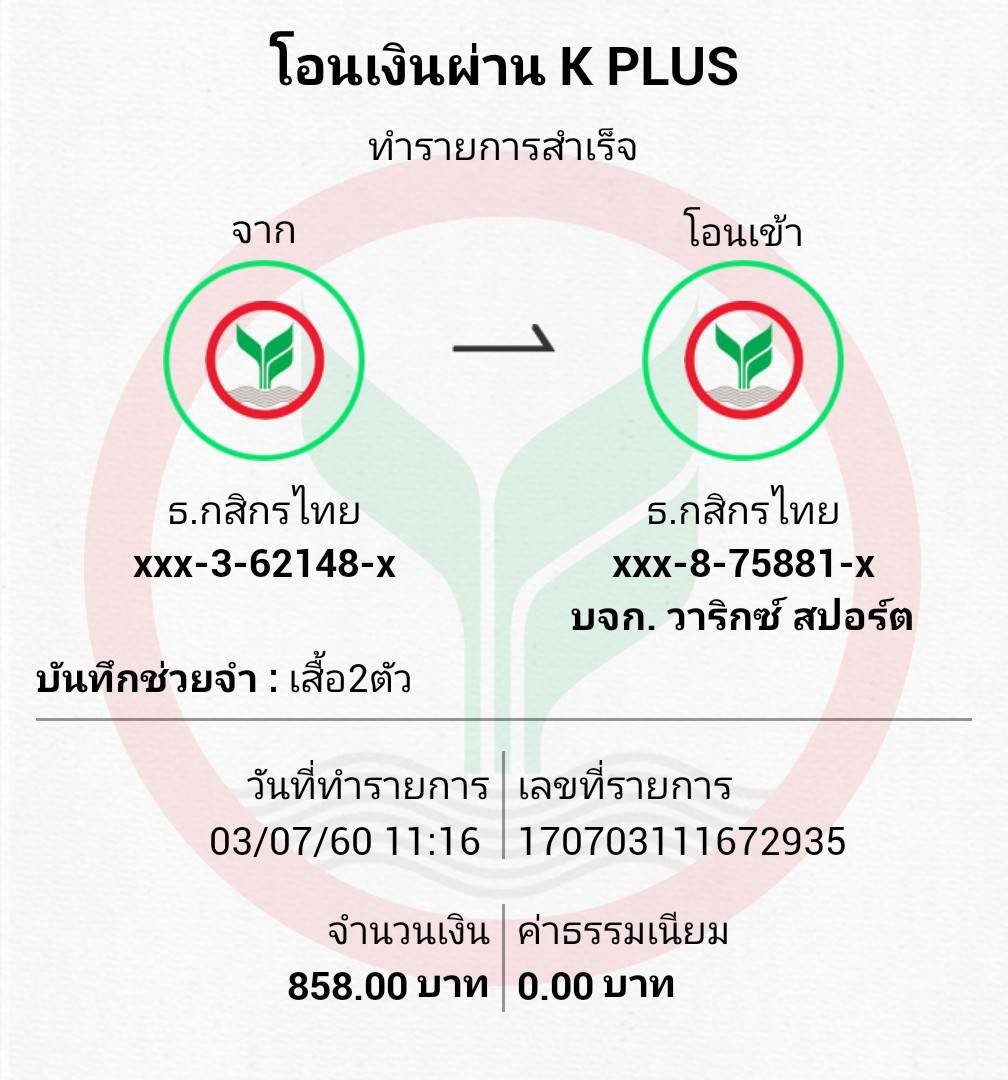 โอนเงินผ่าน K PLUS
ทำรายการสำเร็จ
จาก
โอนเข้า
ธ.กสิกรไทย
xxx-3-62148-x
ธ.กสิกรไทย
xxx-8-75881-x
บจก. วาริกซ์ สปอร์ต
บันทึกช่วยจำ : เสื้อ2ตัว
วันที่ทำรายการ
03/07/60 11:16
เลขที่รายการ
170703111672935
จำนวนเงิน
858.00 บาท
ค่าธรรมเนียม
0.00 บาท